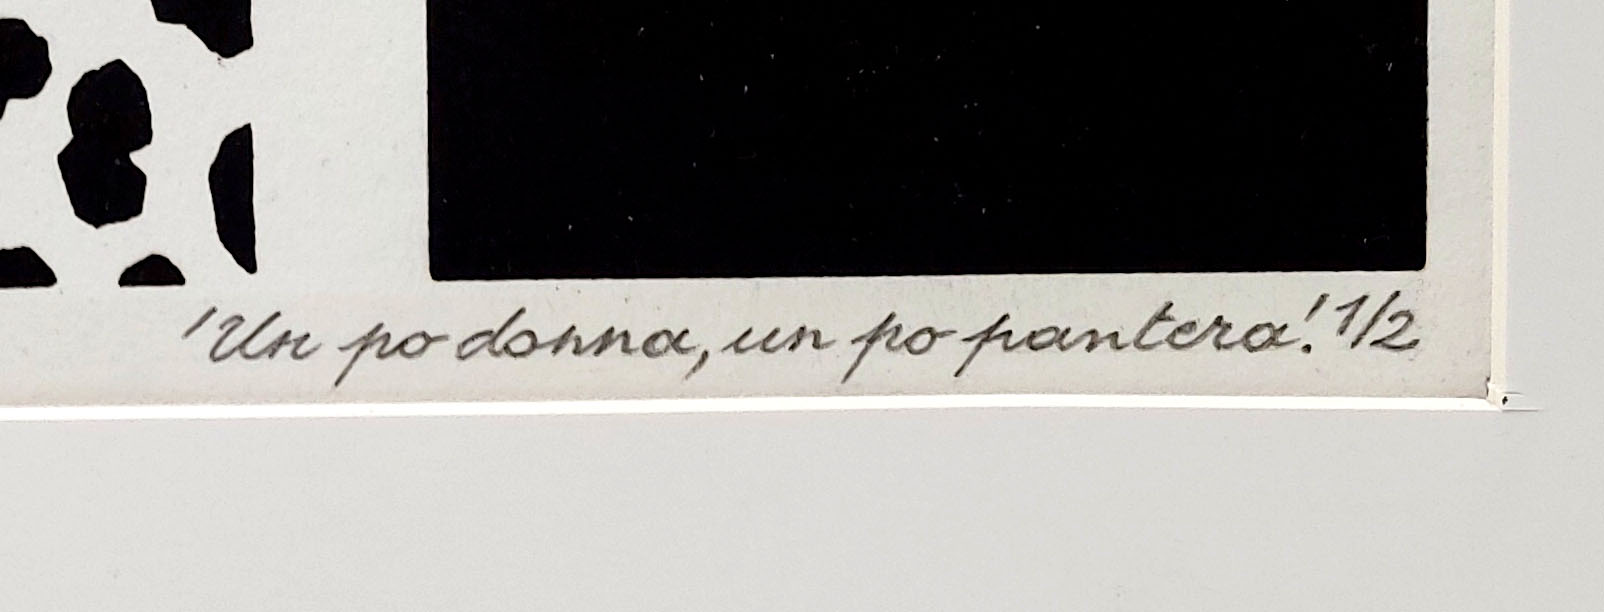 'Un po donna, un po pantera'. 1/2